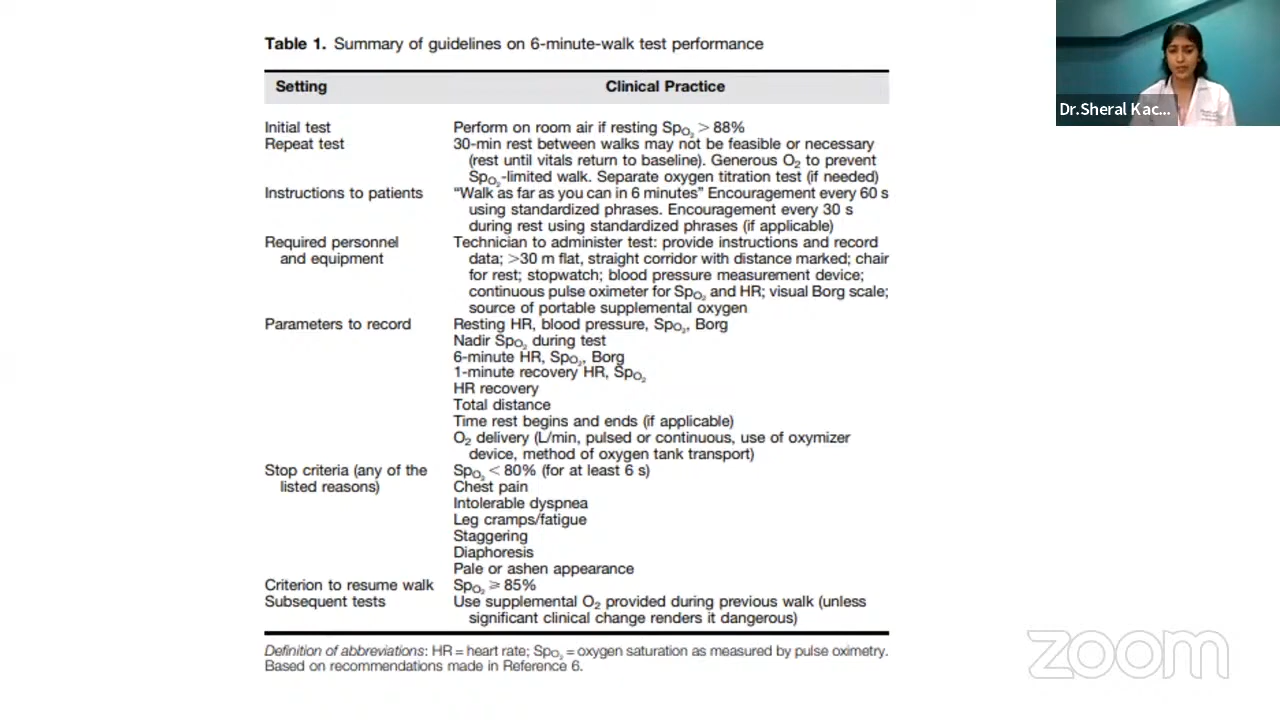 Table 1. Summary of guidelines on 6-minute-walk test performance
Setting Clinical Practice
Initial test Perform on room air if resting SpO₂ > 88%
Repeat test 30-min rest between walks may not be feasible or necessary
(rest until vitals return to baseline). Generous O₂ to prevent
SpO₂-limited walk. Separate oxygen titration test (if needed)
Instructions to patients “Walk as far as you can in 6 minutes” Encouragement every 60 s
using standardized phrases. Encouragement every 30 s
during rest using standardized phrases (if applicable)
Required personnel Technician to administer test: provide instructions and record
and equipment data; >30 m flat, straight corridor with distance marked; chair
for rest; stopwatch; blood pressure measurement device;
continuous pulse oximeter for SpO₂ and HR; visual Borg scale;
source of portable supplemental oxygen
Parameters to record Resting HR, blood pressure, SpO₂, Borg
Nadir SpO₂ during test
6-minute HR, SpO₂, Borg
1-minute recovery HR, SpO₂
HR recovery
Total distance
Time rest begins and ends (if applicable)
O₂ delivery (L/min, pulsed or continuous, use of oxymizer
device, method of oxygen tank transport)
Stop criteria (any of the SpO₂ < 80% (for at least 6 s)
listed reasons) Chest pain
Intolerable dyspnea
Leg cramps/fatigue
Staggering
Diaphoresis
Pale or ashen appearance
Criterion to resume walk SpO₂ ≥ 85%
Subsequent tests Use supplemental O₂ provided during previous walk (unless
significant clinical change renders it dangerous)
Definition of abbreviations: HR = heart rate; SpO₂ = oxygen saturation as measured by pulse oximetry.
Based on recommendations made in Reference 6.
Dr.Sheral Kac...
zoom